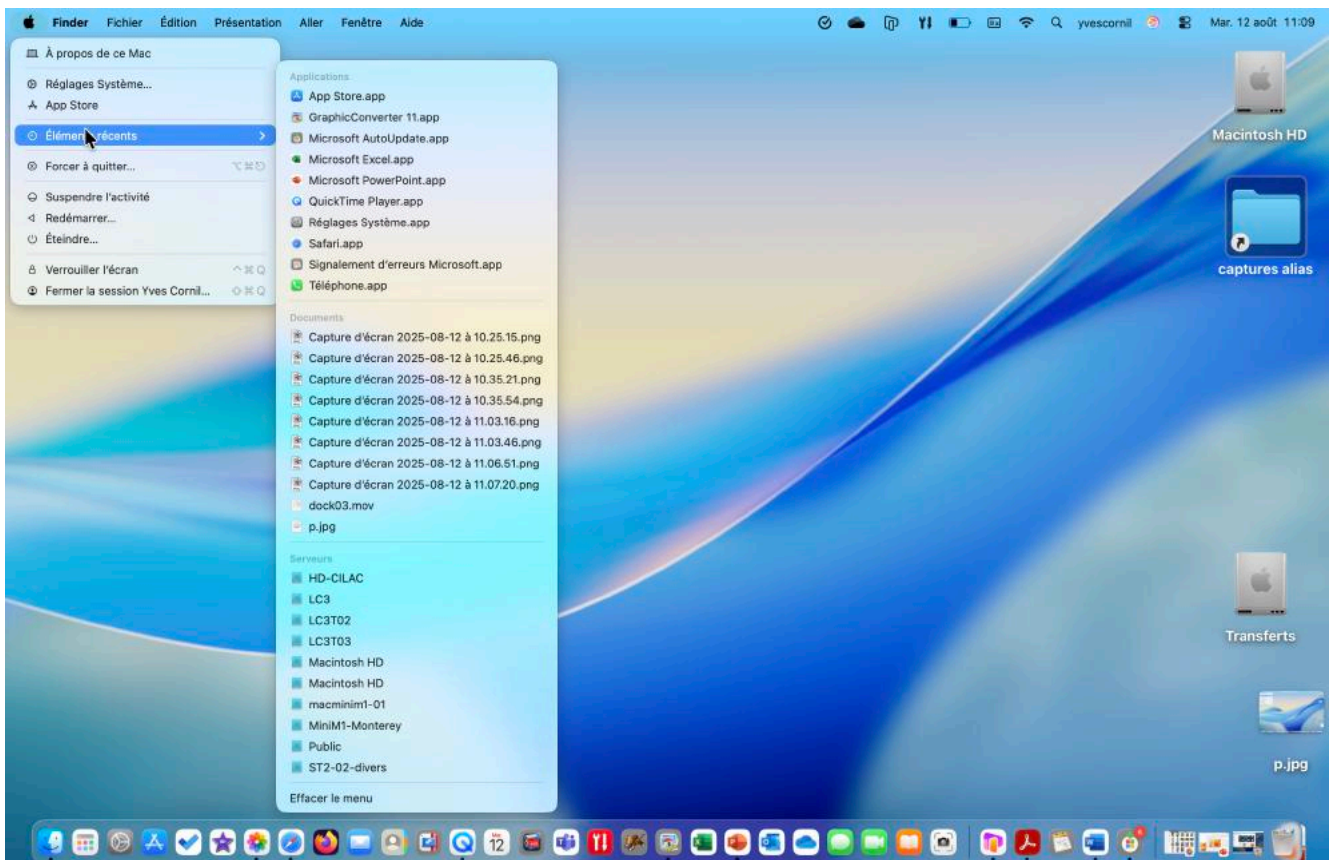 Finder Fichier Édition Présentation Aller Fenêtre Aide
yvescornil Mar. 12 août 11:09
À propos de ce Mac
Réglages Système...
App Store
Éléments récents
Forcer à quitter...
Suspendre l'activité
Redémarrer...
Éteindre...
Verrouiller l'écran ^⌘Q
Fermer la session Yves Cornil... ⇧⌘Q
Applications
App Store.app
GraphicConverter 11.app
Microsoft AutoUpdate.app
Microsoft Excel.app
Microsoft PowerPoint.app
QuickTime Player.app
Réglages Système.app
Safari.app
Signalement d'erreurs Microsoft.app
Téléphone.app
Documents
Capture d'écran 2025-08-12 à 10.25.15.png
Capture d'écran 2025-08-12 à 10.25.46.png
Capture d'écran 2025-08-12 à 10.35.21.png
Capture d'écran 2025-08-12 à 10.35.54.png
Capture d'écran 2025-08-12 à 11.03.16.png
Capture d'écran 2025-08-12 à 11.03.46.png
Capture d'écran 2025-08-12 à 11.06.51.png
Capture d'écran 2025-08-12 à 11.07.20.png
dock03.mov
p.jpg
Serveurs
HD-CILAC
LC3
LC3T02
LC3T03
Macintosh HD
Macintosh HD
macminim1-01
MiniM1-Monterey
Public
ST2-02-divers
Effacer le menu
Macintosh HD
captures alias
Transferts
p.jpg
12